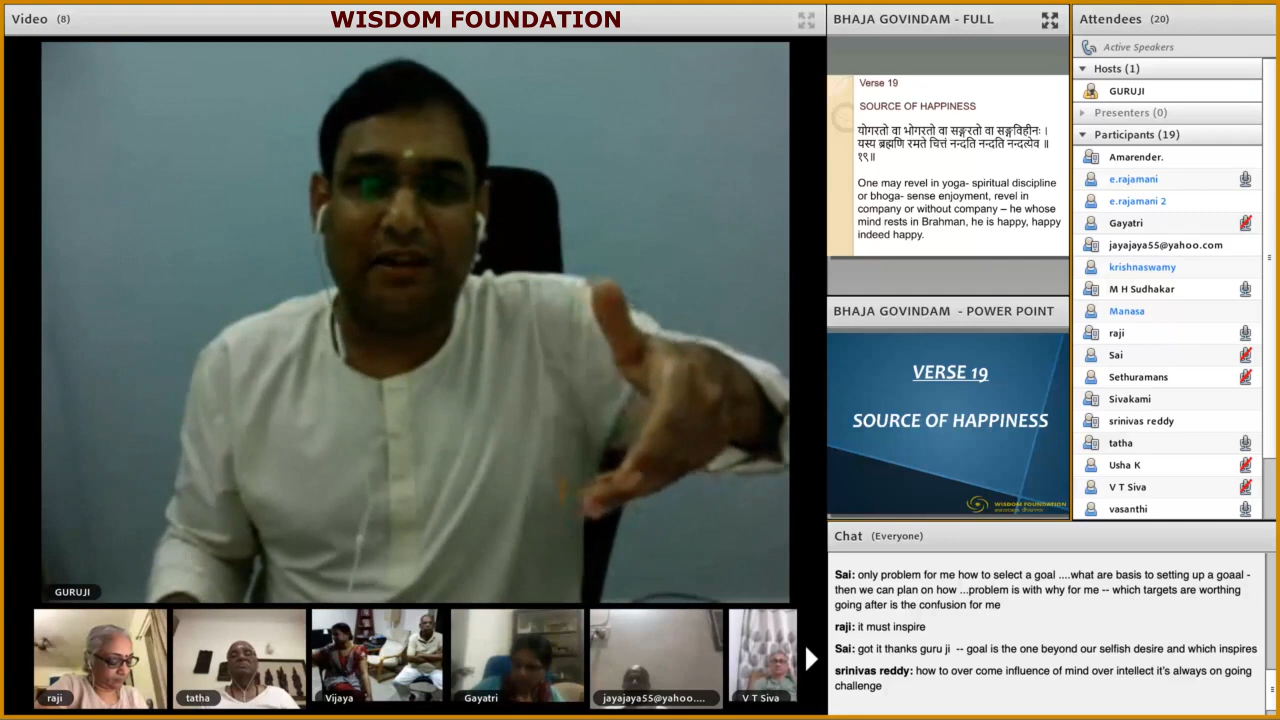 Video (8)
WISDOM FOUNDATION
GURUJI
raji
tatha
Vijaya
Gayatri
jayajaya55@yahoo....
V T Siva
BHAJA GOVINDAM - FULL
Verse 19
SOURCE OF HAPPINESS
योगरतो वा भोगरतो वा सङ्गरतो वा सङ्गविहीनः ।
यस्य ब्रह्मणि रमते चित्तं नन्दति नन्दति नन्दत्येव ॥
१९॥
One may revel in yoga- spiritual discipline
or bhoga- sense enjoyment, revel in
company or without company – he whose
mind rests in Brahman, he is happy, happy
indeed happy.
BHAJA GOVINDAM - POWER POINT
VERSE 19
SOURCE OF HAPPINESS
WISDOM FOUNDATION
Attendees (20)
Active Speakers
Hosts (1)
GURUJI
Presenters (0)
Participants (19)
Amarender.
e.rajamani
e.rajamani 2
Gayatri
jayajaya55@yahoo.com
krishnaswamy
M H Sudhakar
Manasa
raji
Sai
Sethuramans
Sivakami
srinivas reddy
tatha
Usha K
V T Siva
vasanthi
Chat (Everyone)
Sai: only problem for me how to select a goal ....what are basis to setting up a goaal -
then we can plan on how ...problem is with why for me -- which targets are worthing
going after is the confusion for me
raji: it must inspire
Sai: got it thanks guru ji -- goal is the one beyond our selfish desire and which inspires
srinivas reddy: how to over come influence of mind over intellect it's always on going
challenge